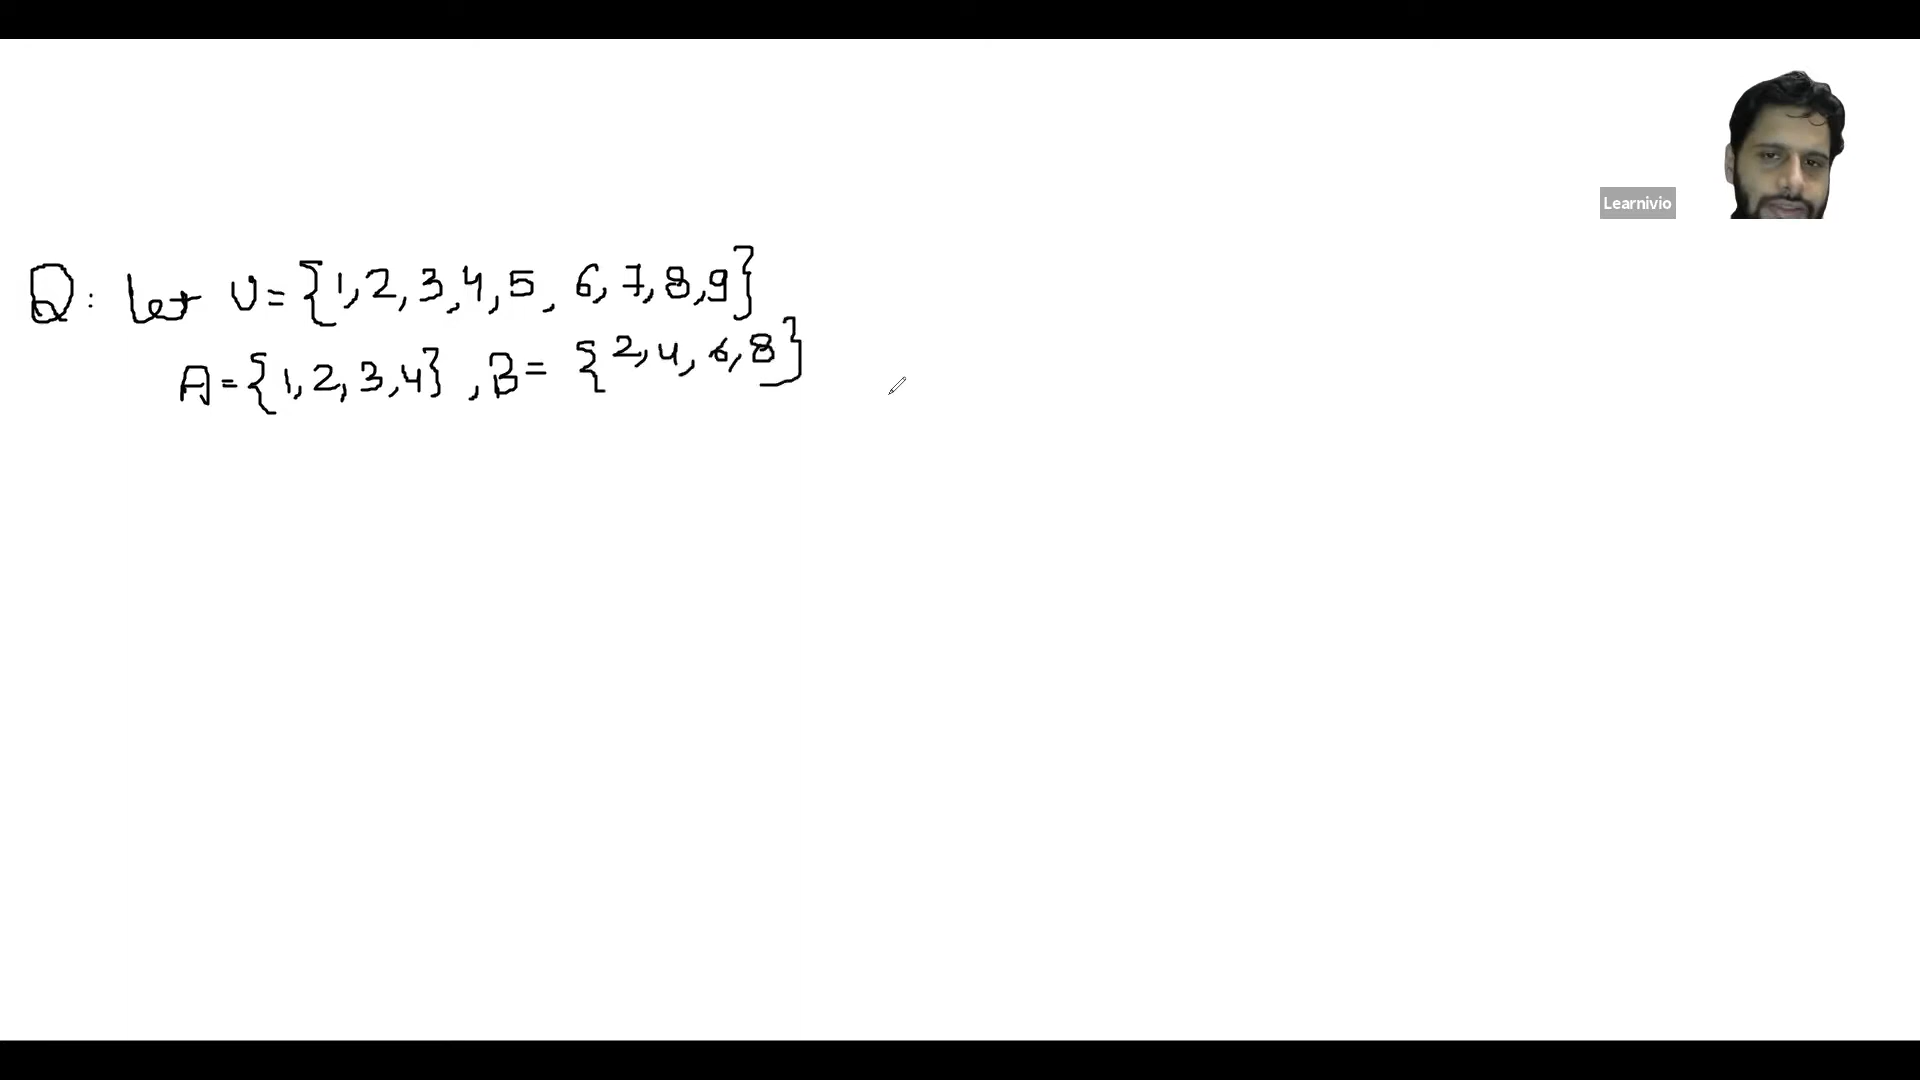 Learnivio
Q: Let U = {1, 2, 3, 4, 5, 6, 7, 8, 9}
A = {1, 2, 3, 4}, B = {2, 4, 6, 8}